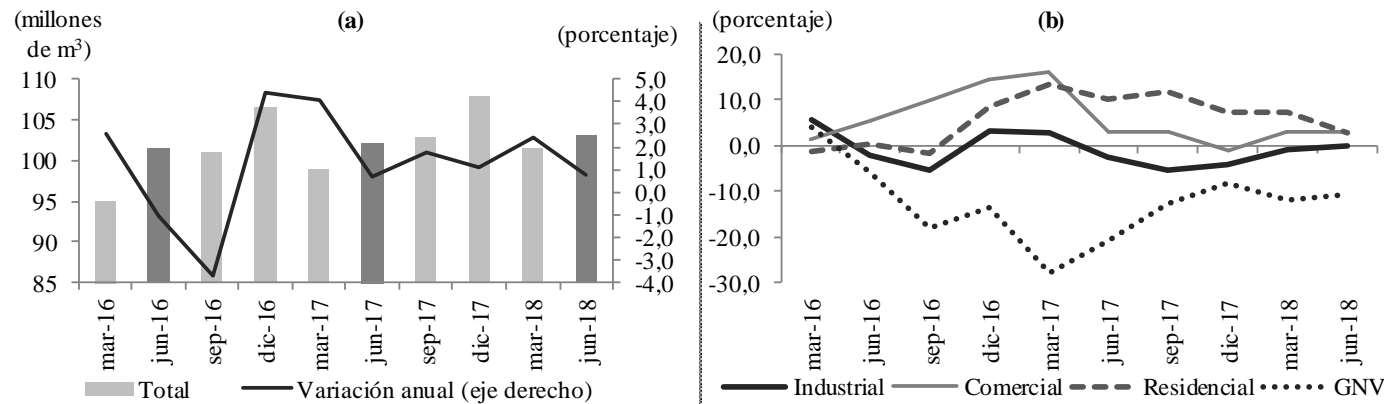 (millones
de m³)
(a)
(porcentaje)
110
105
100
95
90
85
5,0
4,0
3,0
2,0
1,0
0,0
-1,0
-2,0
-3,0
-4,0
mar-16
jun-16
sep-16
dic-16
mar-17
jun-17
sep-17
dic-17
mar-18
jun-18
Total
Variación anual (eje derecho)
(porcentaje)
(b)
20,0
10,0
0,0
-10,0
-20,0
-30,0
mar-16
jun-16
sep-16
dic-16
mar-17
jun-17
sep-17
dic-17
mar-18
jun-18
Industrial
Comercial
Residencial
GNV